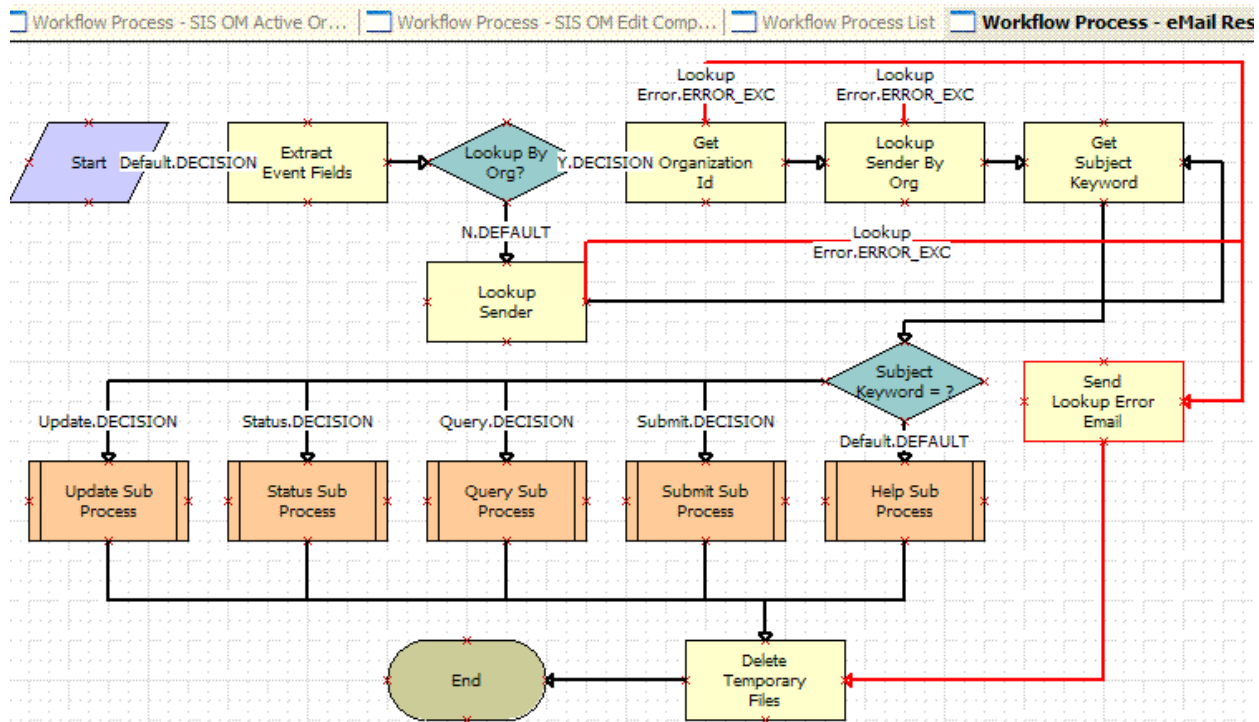 Workflow Process - SIS OM Active Or...
Workflow Process - SIS OM Edit Comp...
Workflow Process List
Workflow Process - eMail Res
Lookup
Error.ERROR_EXC
Lookup
Error.ERROR_EXC
Start
Default.DECISION
Extract
Event Fields
Lookup By
Org?
Y.DECISION
Get
Organization
Id
Lookup
Sender By
Org
Get
Subject
Keyword
N.DEFAULT
Lookup
Error.ERROR_EXC
Lookup
Sender
Subject
Keyword = ?
Send
Lookup Error
Email
Update.DECISION
Status.DECISION
Query.DECISION
Submit.DECISION
Default.DEFAULT
Update Sub
Process
Status Sub
Process
Query Sub
Process
Submit Sub
Process
Help Sub
Process
End
Delete
Temporary
Files